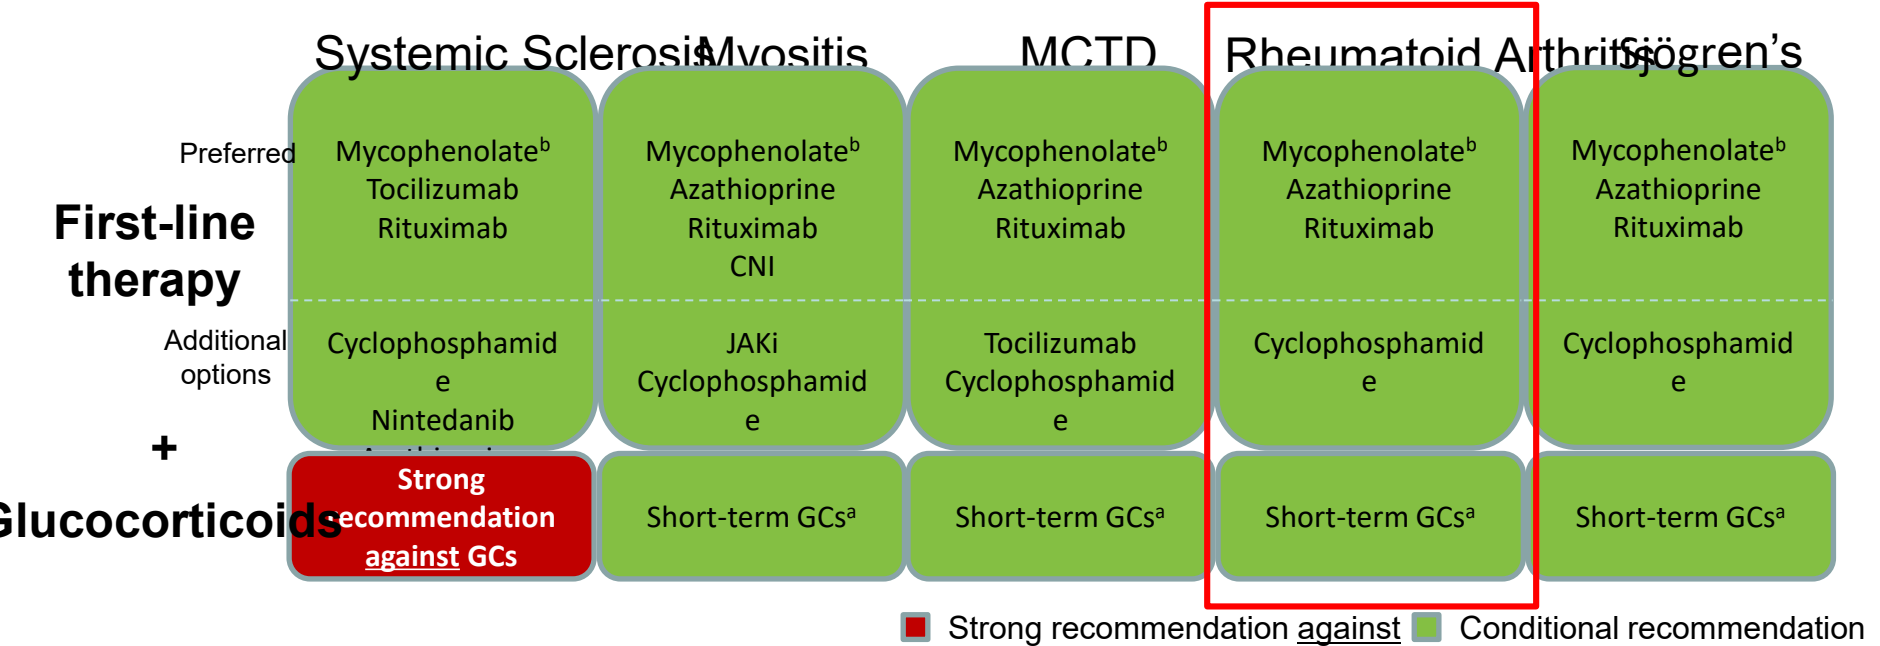 Systemic Sclerosis
Myositis
MCTD
Rheumatoid Arthritis
Sjögren's
First-line
therapy
Preferred
Mycophenolateᵇ
Tocilizumab
Rituximab
Mycophenolateᵇ
Azathioprine
Rituximab
CNI
Mycophenolateᵇ
Azathioprine
Rituximab
Mycophenolateᵇ
Azathioprine
Rituximab
Mycophenolateᵇ
Azathioprine
Rituximab
Additional
options
Cyclophosphamid
e
Nintedanib
JAKi
Cyclophosphamid
e
Tocilizumab
Cyclophosphamid
e
Cyclophosphamid
e
Cyclophosphamid
e
+
Glucocorticoids
Strong
recommendation
against GCs
Short-term GCsᵃ
Short-term GCsᵃ
Short-term GCsᵃ
Short-term GCsᵃ
Strong recommendation against
Conditional recommendation